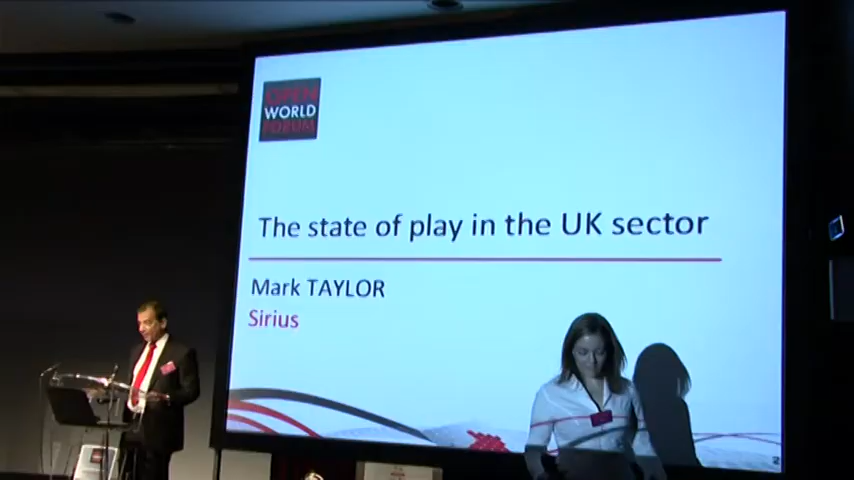 OPEN
WORLD
FORUM
The state of play in the UK sector
Mark TAYLOR
Sirius
2